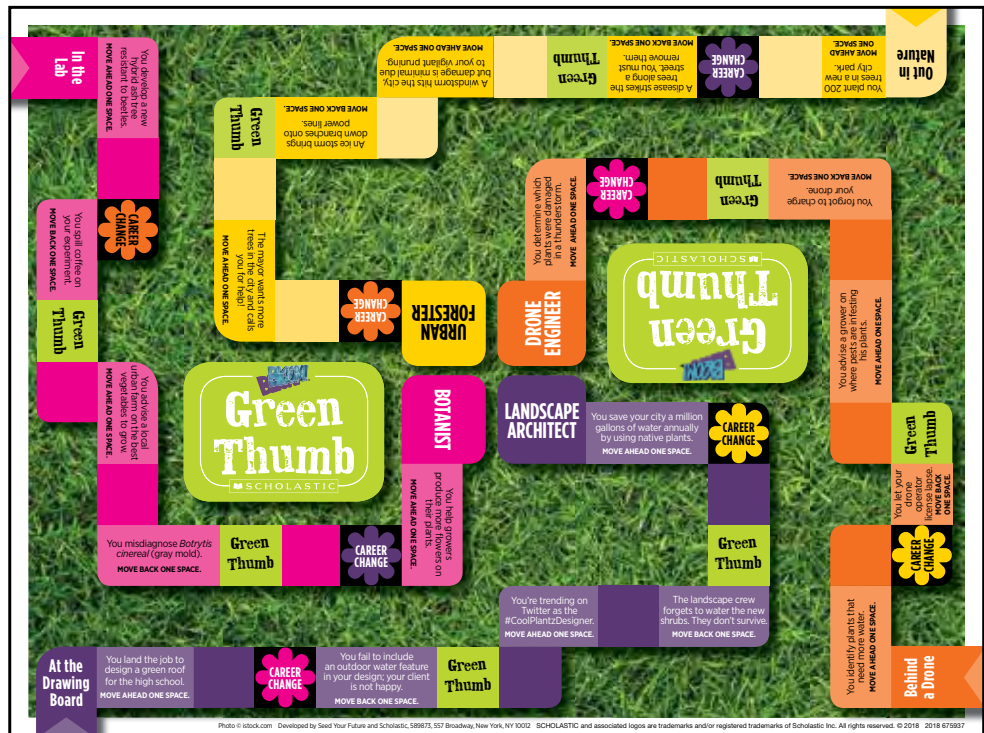 In the
Lab
You develop a new
hybrid ash tree
resistant to beetles.
MOVE AHEAD ONE SPACE.
CAREER
CHANGE
You spill coffee on
your experiment.
MOVE BACK ONE SPACE.
Green
Thumb
You advise a local
urban farm on the best
vegetables to grow.
MOVE AHEAD ONE SPACE.
You misdiagnose Botrytis
cinereal (gray mold).
MOVE BACK ONE SPACE.
Green
Thumb
CAREER
CHANGE
You help growers
produce more flowers on
their plants.
MOVE AHEAD ONE SPACE.
BOTANIST
Out in
Nature
You plant 200
trees in a new
city park.
MOVE AHEAD
ONE SPACE.
CAREER
CHANGE
A disease strikes the
trees along a
street. You must
remove them.
MOVE BACK ONE SPACE.
Green
Thumb
A windstorm hits the city,
but damage is minimal due
to your vigilant pruning.
MOVE AHEAD ONE SPACE.
An ice storm brings
down branches onto
power lines.
MOVE BACK ONE SPACE.
Green
Thumb
The mayor wants more
trees in the city and calls
you for help!
MOVE AHEAD ONE SPACE.
CAREER
CHANGE
URBAN
FORESTER
DRONE
ENGINEER
You determine which
plants were damaged
in a thunderstorm.
MOVE AHEAD ONE SPACE.
CAREER
CHANGE
Green
Thumb
You forgot to charge
your drone.
MOVE BACK ONE SPACE.
You advise a grower on
where pests are infesting
his plants.
MOVE AHEAD ONE SPACE.
Green
Thumb
You let your
drone
operator
license lapse.
MOVE BACK
ONE SPACE.
CAREER
CHANGE
You identify plants that
need more water.
MOVE AHEAD ONE SPACE.
Behind
a Drone
Green
Thumb
SCHOLASTIC
Green
Thumb
SCHOLASTIC
LANDSCAPE
ARCHITECT
You save your city a million
gallons of water annually
by using native plants.
MOVE AHEAD ONE SPACE.
CAREER
CHANGE
Green
Thumb
The landscape crew
forgets to water the new
shrubs. They don't survive.
MOVE BACK ONE SPACE.
You're trending on
Twitter as the
#CoolPlantzDesigner.
MOVE AHEAD ONE SPACE.
Green
Thumb
You fail to include
an outdoor water feature
in your design; your client
is not happy.
MOVE BACK ONE SPACE.
CAREER
CHANGE
You land the job to
design a green roof
for the high school.
MOVE AHEAD ONE SPACE.
At the
Drawing
Board
Photo © istock.com Developed by Seed Your Future and Scholastic, 589873, 557 Broadway, New York, NY 10012 SCHOLASTIC and associated logos are trademarks and/or registered trademarks of Scholastic Inc. All rights reserved. © 2018 2018 675937